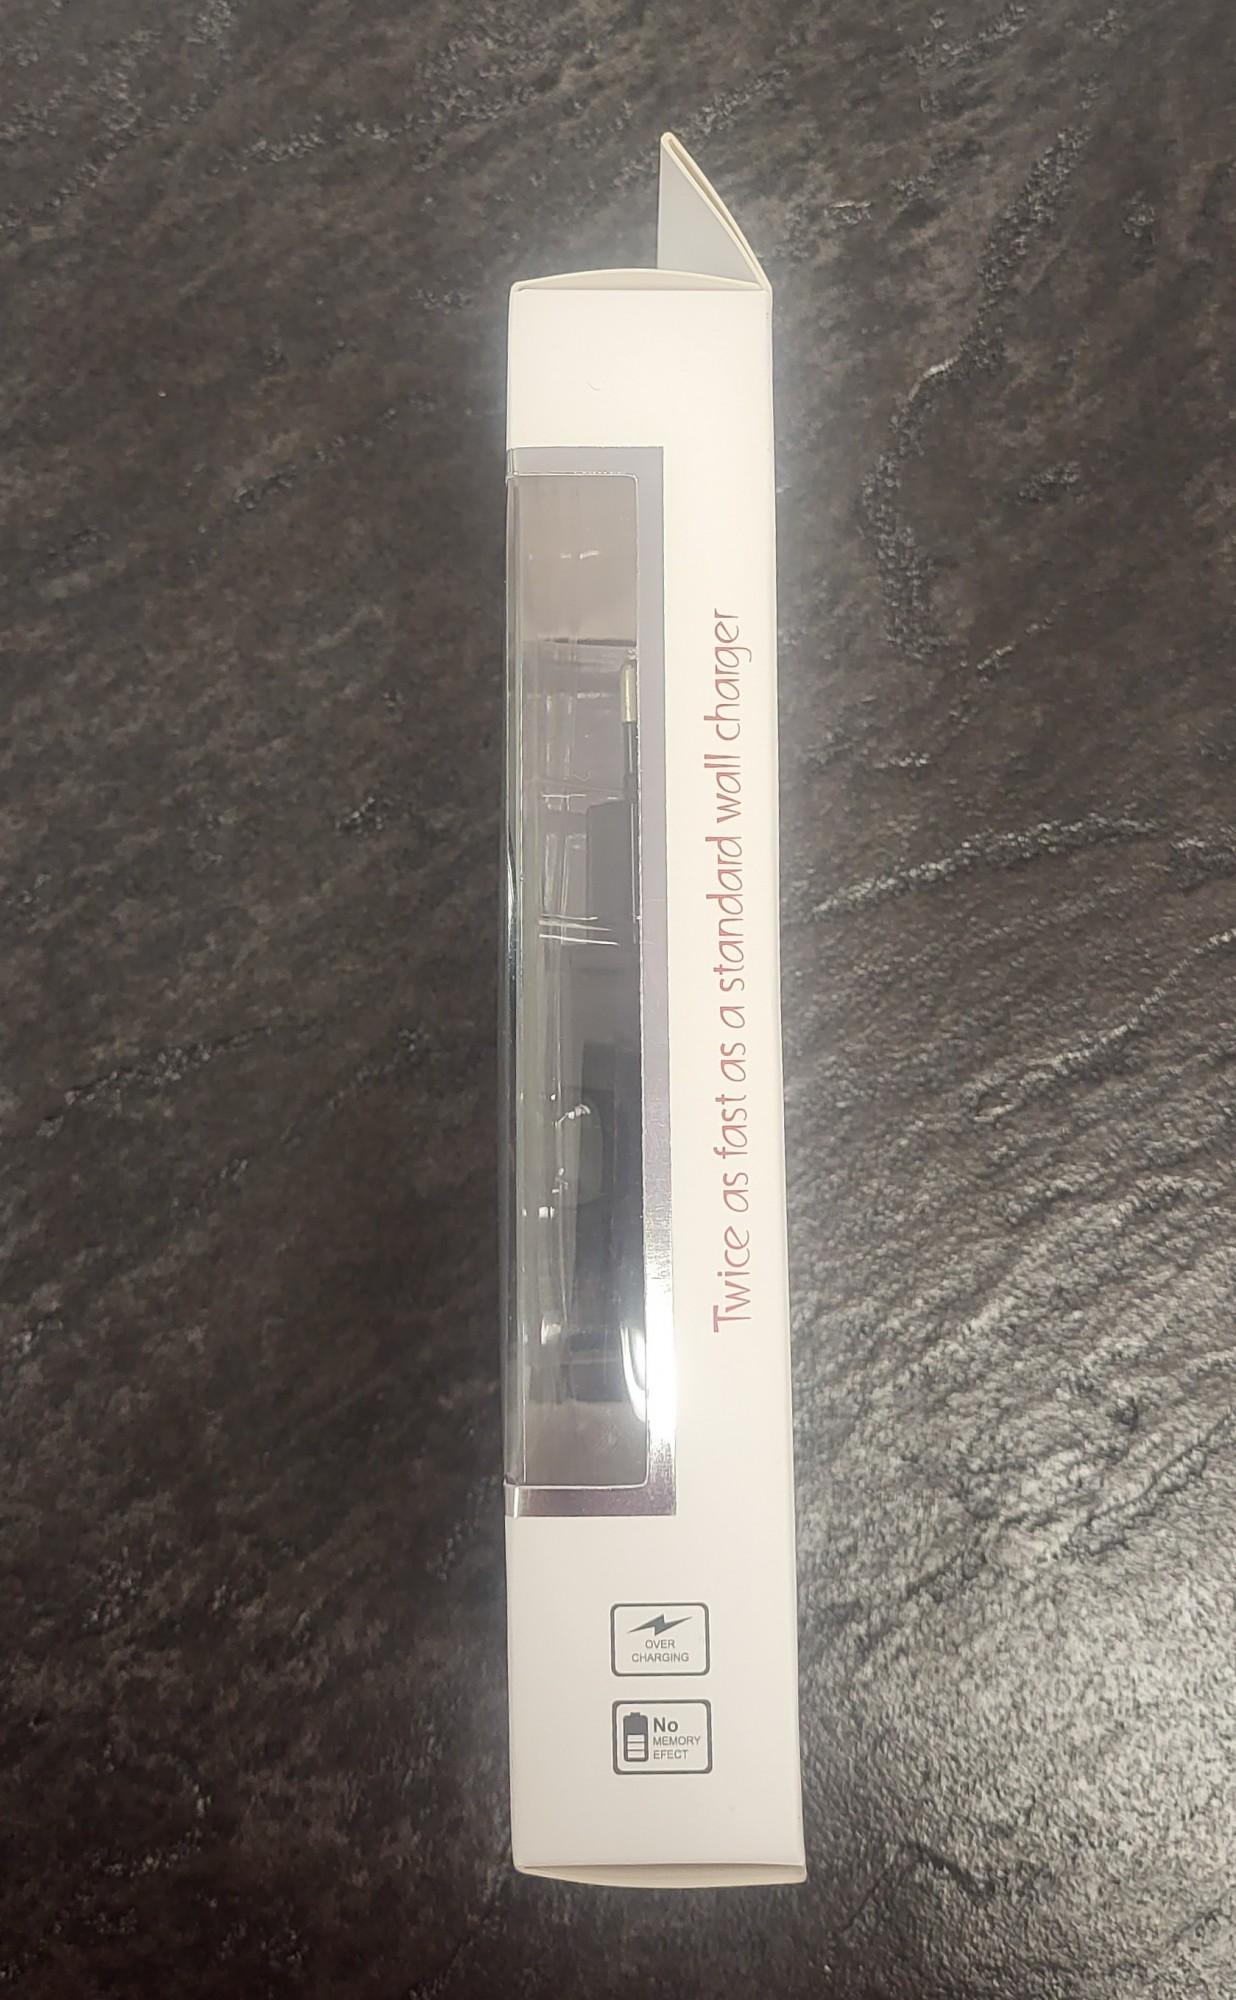 Twice as fast as a standard wall charger
OVER
CHARGING
No
MEMORY
EFECT